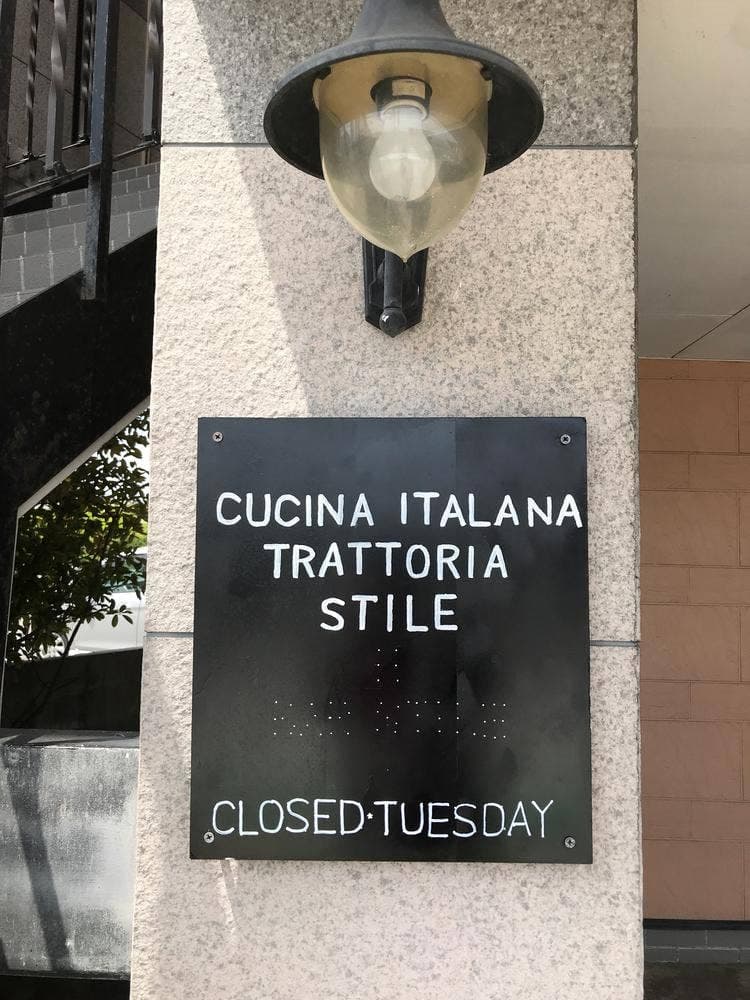 CUCINA ITALANA
TRATTORIA
STILE
CLOSED*TUESDAY